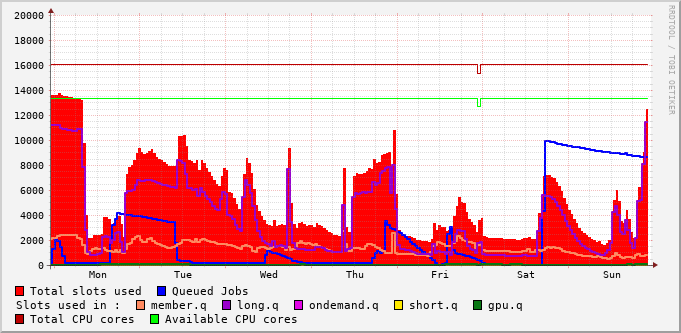 20000
18000
16000
14000
12000
10000
8000
6000
4000
2000
0
Mon Tue Wed Thu Fri Sat Sun
RRDTOOL / TOBI OETIKER
Total slots used Queued Jobs
Slots used in : member.q long.q ondemand.q short.q gpu.q
Total CPU cores Available CPU cores